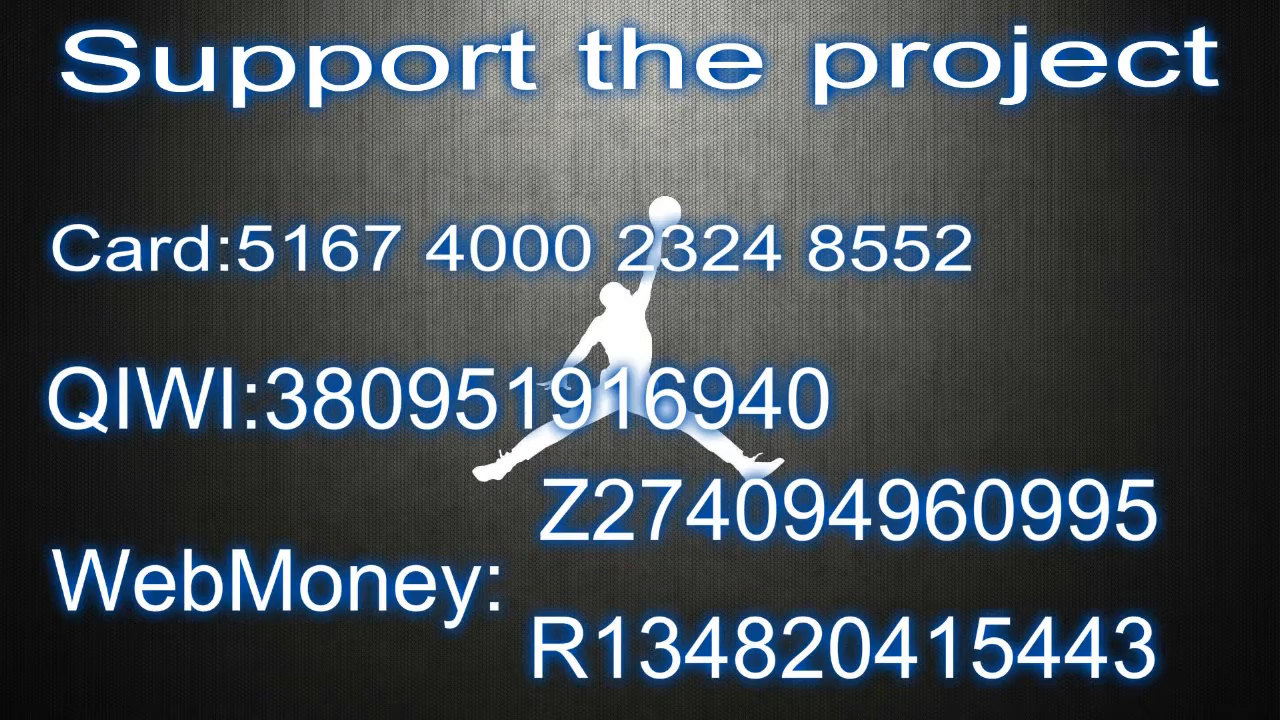 Support the project
Card:5167 4000 2324 8552
QIWI:380951916940
Z274094960995
WebMoney:
R134820415443